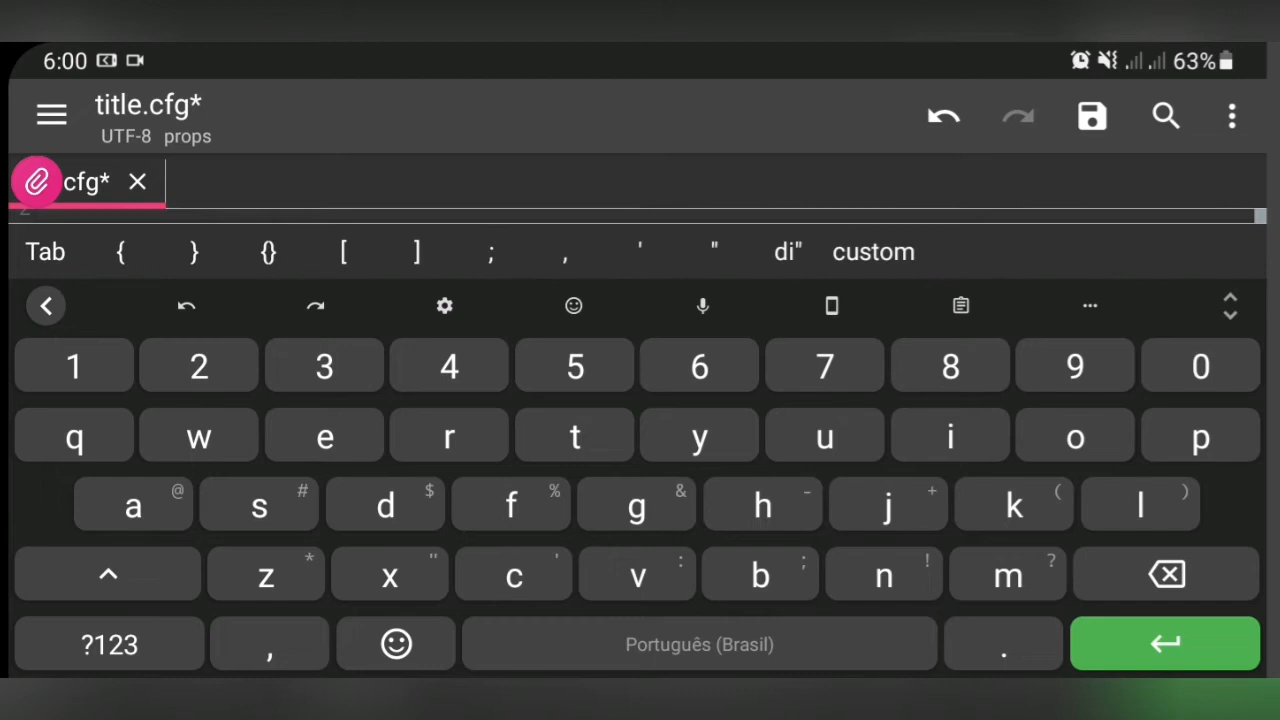 6:00 63%
title.cfg*
UTF-8 props
cfg*
2
Tab { } {} [ ] ; , ' " di" custom
1 2 3 4 5 6 7 8 9 0
q w e r t y u i o p
a @ s # d $ f % g & h - j + k ( l )
z * x " c ' v : b ; n ! m ?
?123 , Português (Brasil) .